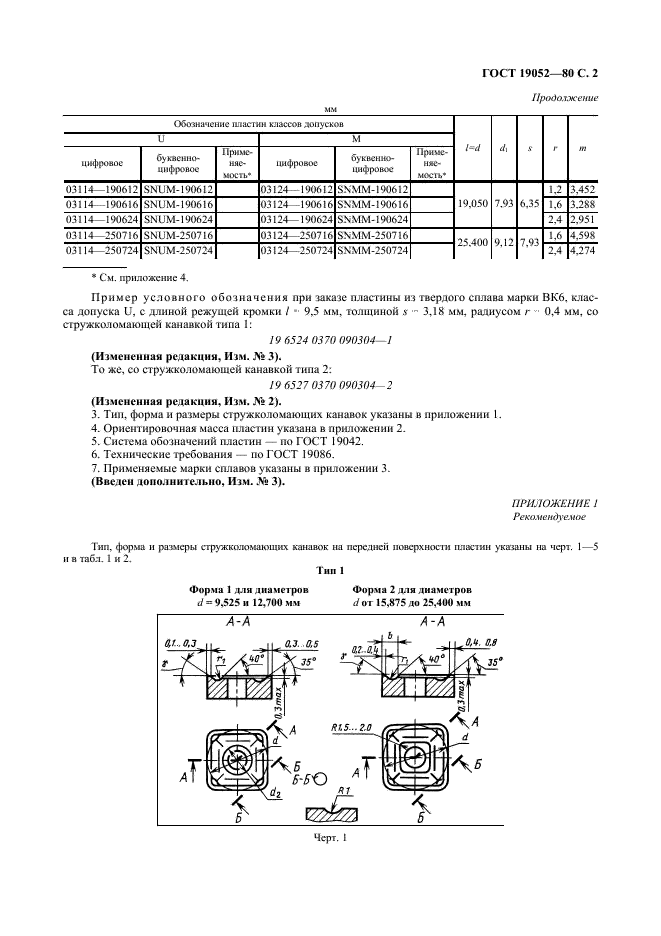 ГОСТ 19052—80 С. 2
Продолжение
мм
Обозначение пластин классов допусков
l=d d₁ s r m
U M
цифровое буквенно-цифровое Приме-няе-мость* цифровое буквенно-цифровое Приме-няе-мость*
03114—190612 SNUM-190612 03124—190612 SNMM-190612 19,050 7,93 6,35 1,2 3,452
03114—190616 SNUM-190616 03124—190616 SNMM-190616 1,6 3,288
03114—190624 SNUM-190624 03124—190624 SNMM-190624 2,4 2,951
03114—250716 SNUM-250716 03124—250716 SNMM-250716 25,400 9,12 7,93 1,6 4,598
03114—250724 SNUM-250724 03124—250724 SNMM-250724 2,4 4,274
* См. приложение 4.
Пример условного обозначения при заказе пластины из твердого сплава марки ВК6, клас-
са допуска U, с длиной режущей кромки l = 9,5 мм, толщиной s = 3,18 мм, радиусом r = 0,4 мм, со
стружколомающей канавкой типа 1:
19 6524 0370 090304—1
(Измененная редакция, Изм. № 3).
То же, со стружколомающей канавкой типа 2:
19 6527 0370 090304—2
(Измененная редакция, Изм. № 2).
3. Тип, форма и размеры стружколомающих канавок указаны в приложении 1.
4. Ориентировочная масса пластин указана в приложении 2.
5. Система обозначений пластин — по ГОСТ 19042.
6. Технические требования — по ГОСТ 19086.
7. Применяемые марки сплавов указаны в приложении 3.
(Введен дополнительно, Изм. № 3).
ПРИЛОЖЕНИЕ 1
Рекомендуемое
Тип, форма и размеры стружколомающих канавок на передней поверхности пластин указаны на черт. 1—5
и в табл. 1 и 2.
Тип 1
Форма 1 для диаметров
d = 9,525 и 12,700 мм
Форма 2 для диаметров
d от 15,875 до 25,400 мм
А-А
0,1...0,3 0,3...0,5
γ r₁ 40° 35°
0,3 max
А-А
b
0,2...0,4 0,4...0,8
γ r₁ 40° 35°
0,3 max
А
d
А
Б
d₂
Б
Б-Б
R1
R1,5...2,0
А
d
А
Б
Б
Черт. 1